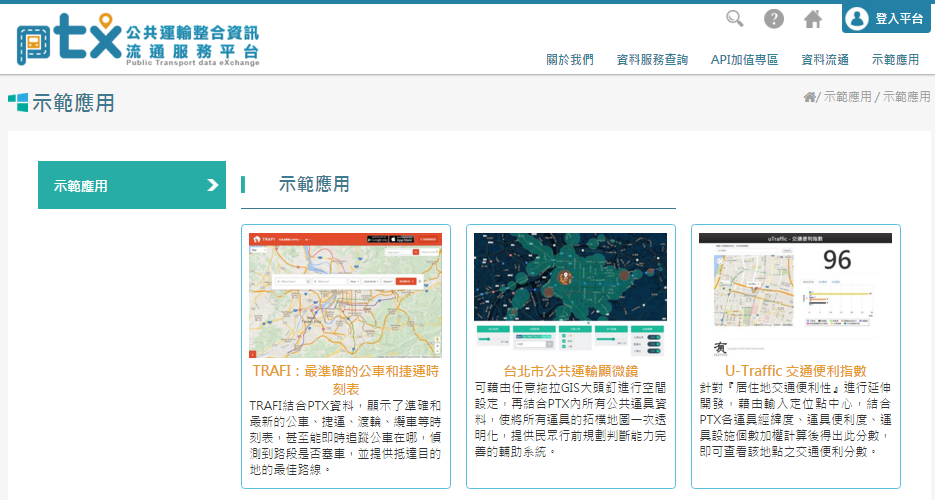 ptx 公共運輸整合資訊
流通服務平台
Public Transport data eXchange
登入平台
關於我們 資料服務查詢 API加值專區 資料流通 示範應用
示範應用
/ 示範應用 / 示範應用
示範應用
示範應用
TRAFI
uTraffic - 交通便利指數
96
TRAFI：最準確的公車和捷運時
刻表
TRAFI結合PTX資料，顯示了準確和
最新的公車、捷運、渡輪、纜車等時
刻表，甚至能即時追蹤公車在哪，偵
測到路段是否塞車，並提供抵達目的
地的最佳路線。
台北市公共運輸顯微鏡
可藉由任意拖拉GIS大頭釘進行空間
設定，再結合PTX內所有公共運具資
料，便將所有運具的拓樸地圖一次透
明化，提供民眾行前規劃判斷能力完
善的輔助系統。
U-Traffic 交通便利指數
針對『居住地交通便利性』進行延伸
開發，藉由輸入定位點中心，結合
PTX各運具經緯度、運具便利度、運
具設施個數加權計算後得出此分數，
即可查看該地點之交通便利分數。